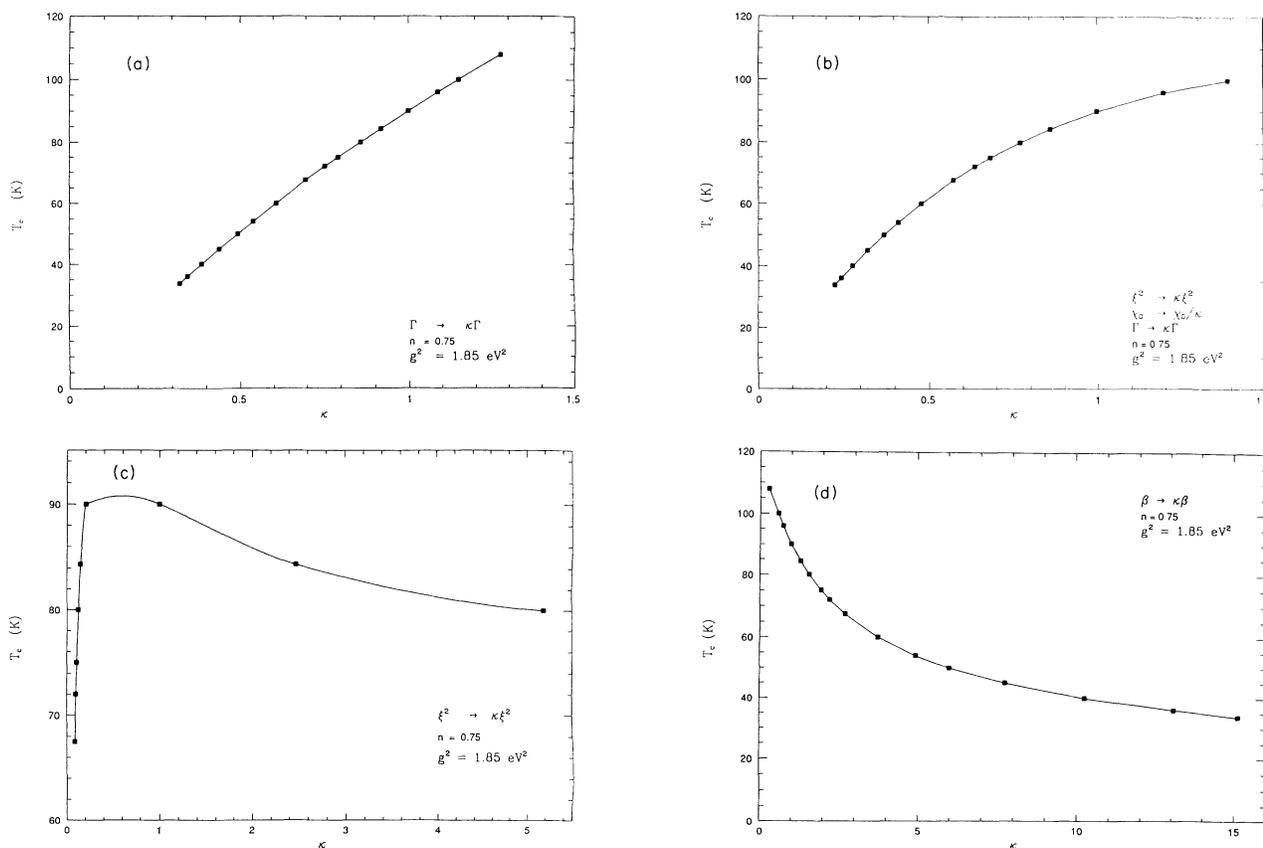 (a)
120
100
80
60
40
20
0
T_c (K)
Γ → κΓ
n = 0.75
g² = 1.85 eV²
0 0.5 1 1.5
κ
(b)
120
100
80
60
40
20
0
T_c (K)
ξ² → κξ²
χ₀ → χ₀/κ
Γ → κΓ
n = 0 75
g² = 1 85 eV²
0 0.5 1 1
κ
(c)
90
80
70
60
T_c (K)
ξ² → κξ²
n = 0.75
g² = 1.85 eV²
0 1 2 3 4 5
κ
(d)
120
100
80
60
40
20
0
T_c (K)
β → κβ
n = 0 75
g² = 1.85 eV²
0 5 10 15
κ